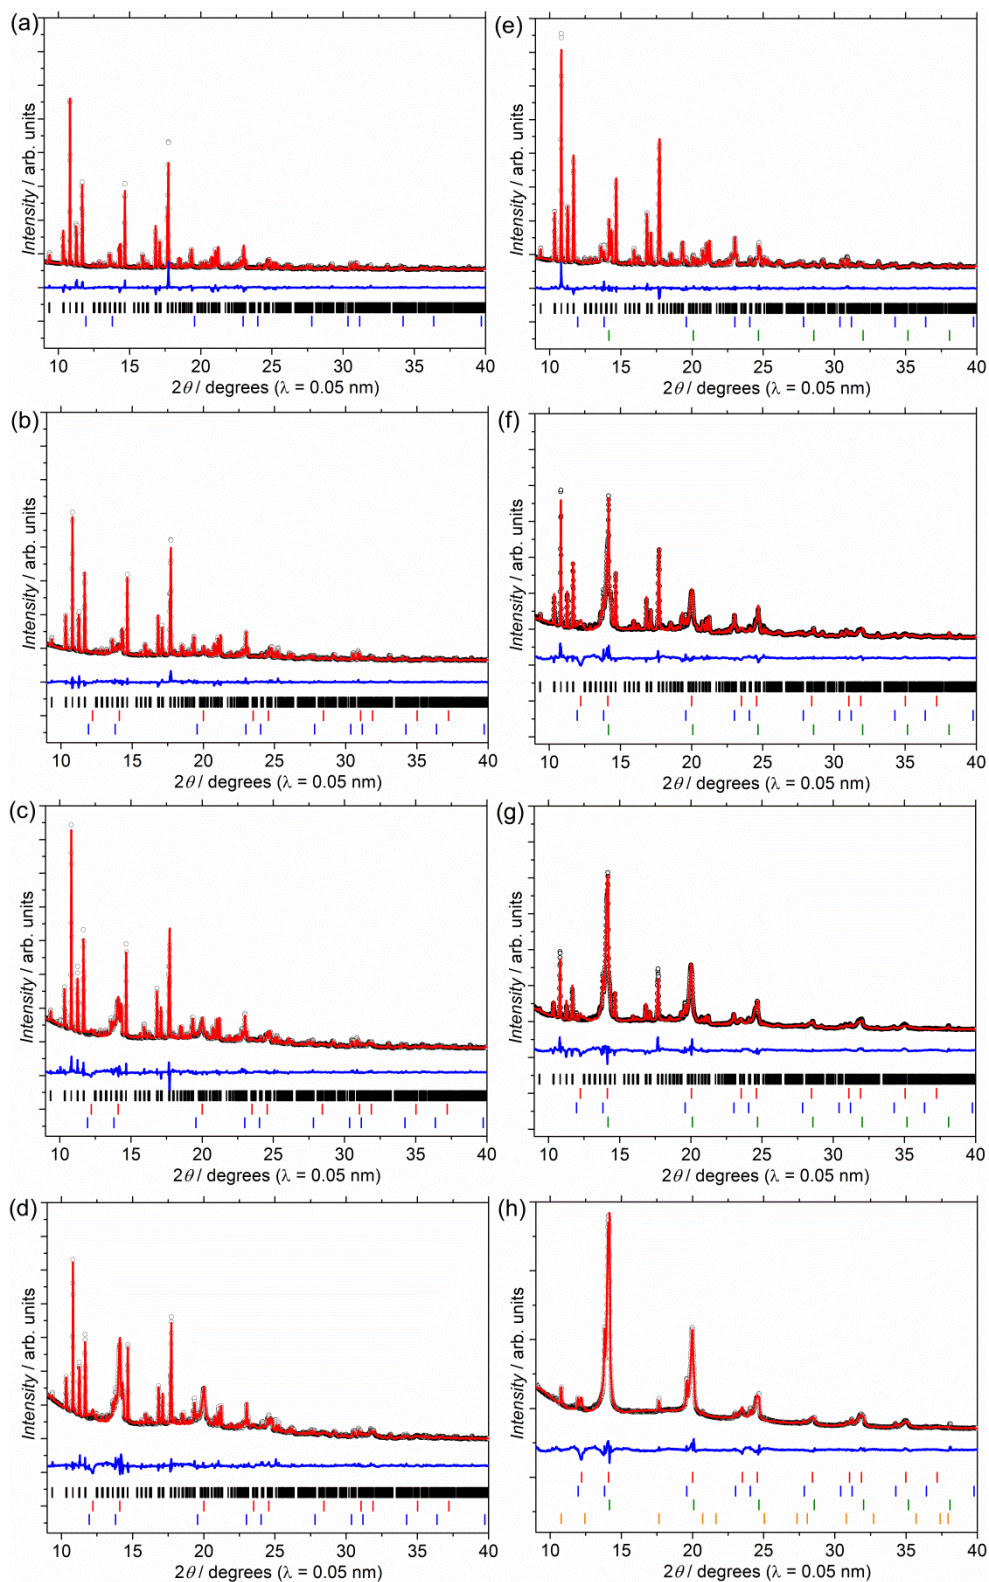 (a)
Intensity / arb. units
10 15 20 25 30 35 40
2θ / degrees (λ = 0.05 nm)
(b)
Intensity / arb. units
10 15 20 25 30 35 40
2θ / degrees (λ = 0.05 nm)
(c)
Intensity / arb. units
10 15 20 25 30 35 40
2θ / degrees (λ = 0.05 nm)
(d)
Intensity / arb. units
10 15 20 25 30 35 40
2θ / degrees (λ = 0.05 nm)
(e)
Intensity / arb. units
10 15 20 25 30 35 40
2θ / degrees (λ = 0.05 nm)
(f)
Intensity / arb. units
10 15 20 25 30 35 40
2θ / degrees (λ = 0.05 nm)
(g)
Intensity / arb. units
10 15 20 25 30 35 40
2θ / degrees (λ = 0.05 nm)
(h)
Intensity / arb. units
10 15 20 25 30 35 40
2θ / degrees (λ = 0.05 nm)